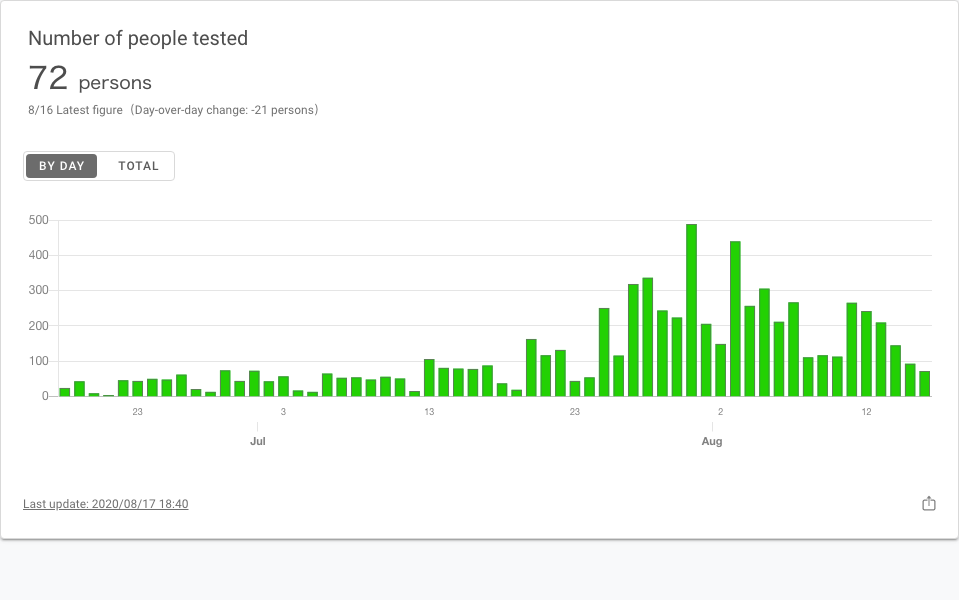 Number of people tested
72 persons
8/16 Latest figure（Day-over-day change: -21 persons）
BY DAY TOTAL
500
400
300
200
100
0
23 3 13 23 2 12
Jul Aug
Last update: 2020/08/17 18:40